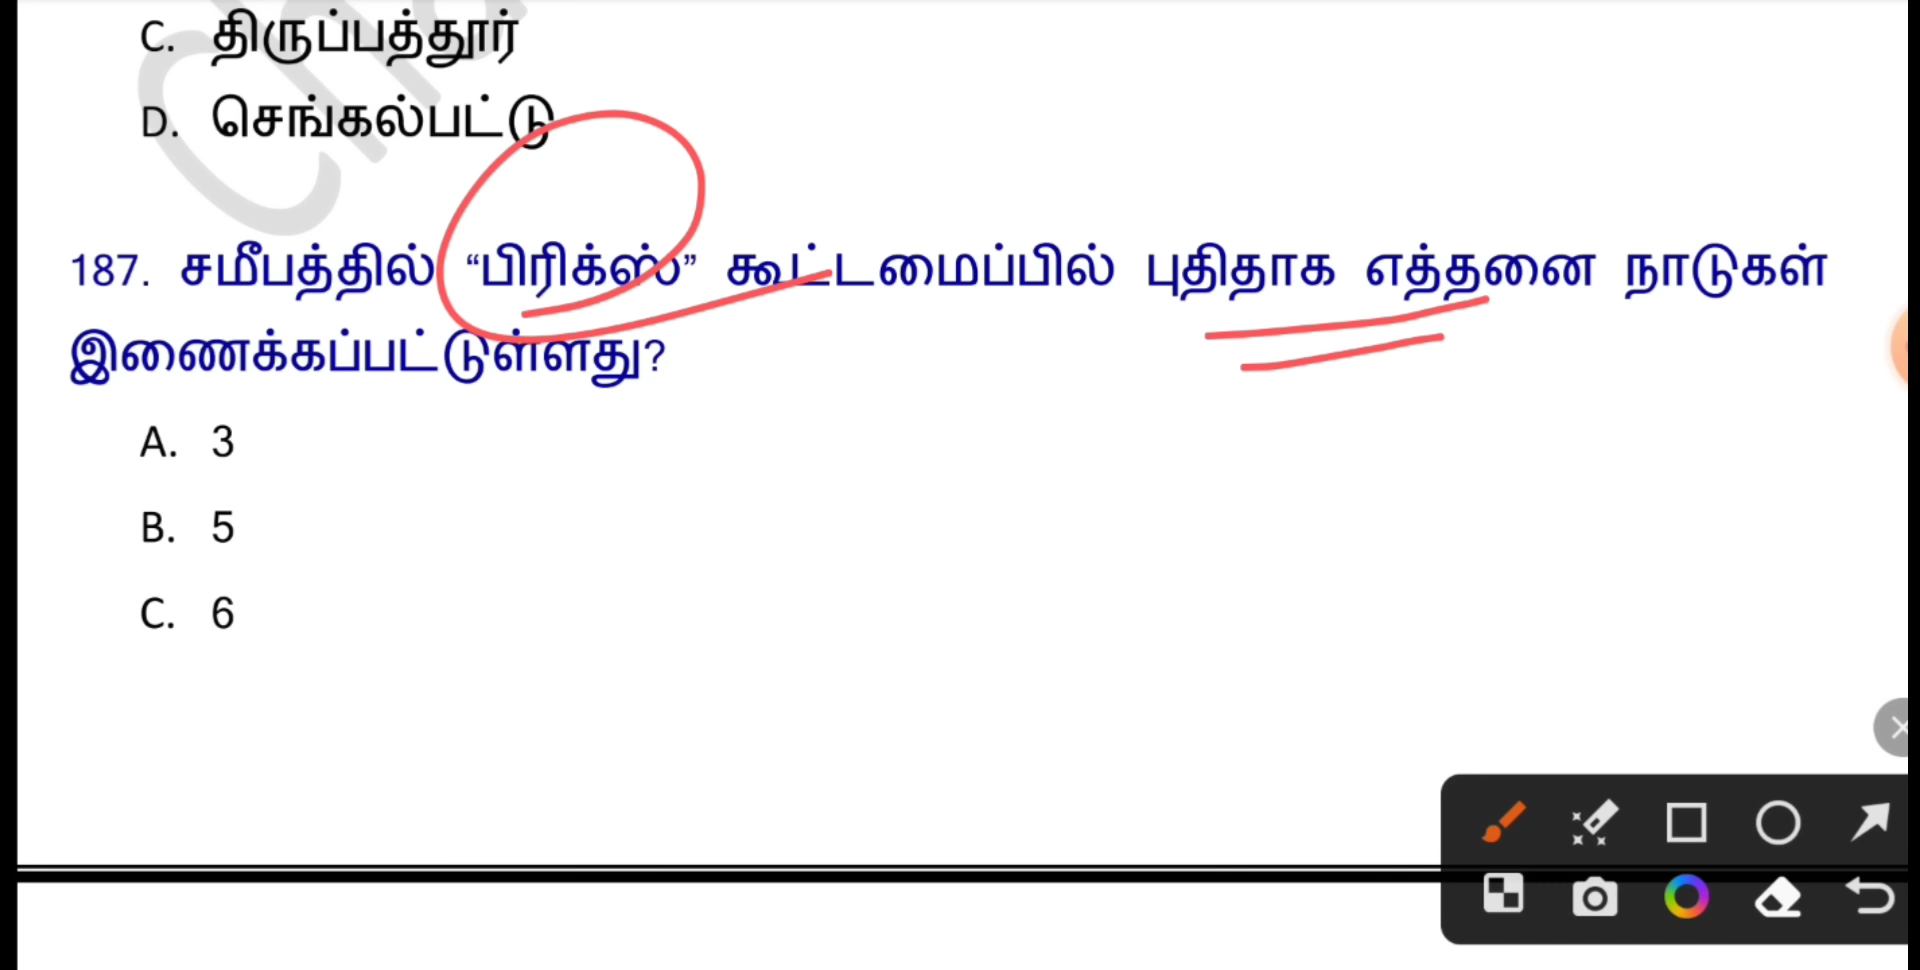 C. திருப்பத்தூர்
D. செங்கல்பட்டு
187. சமீபத்தில் “பிரிக்ஸ்” கூட்டமைப்பில் புதிதாக எத்தனை நாடுகள்
இணைக்கப்பட்டுள்ளது?
A. 3
B. 5
C. 6